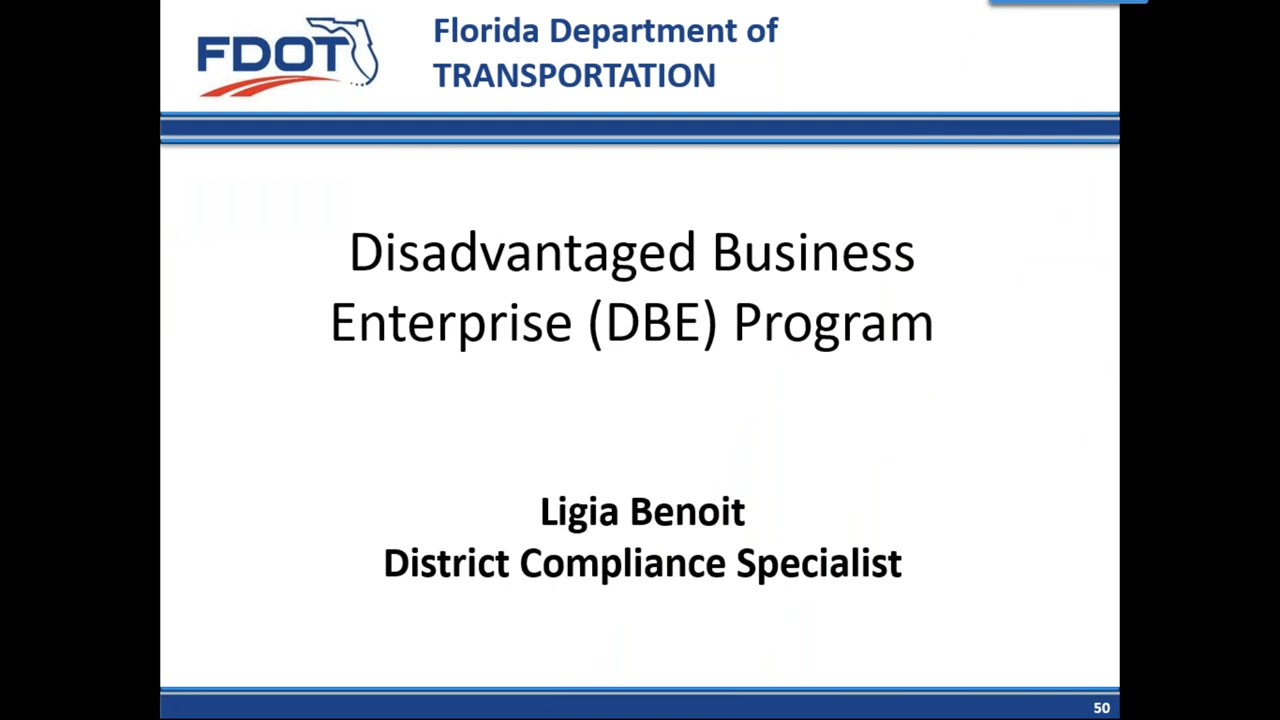 FDOT
Florida Department of
TRANSPORTATION
Disadvantaged Business
Enterprise (DBE) Program
Ligia Benoit
District Compliance Specialist
50